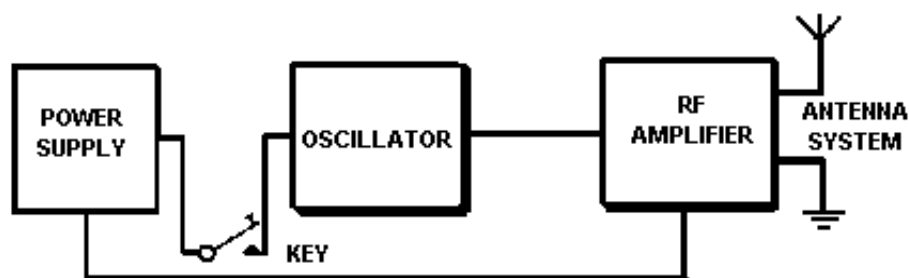 POWER
SUPPLY
OSCILLATOR
RF
AMPLIFIER
ANTENNA
SYSTEM
KEY